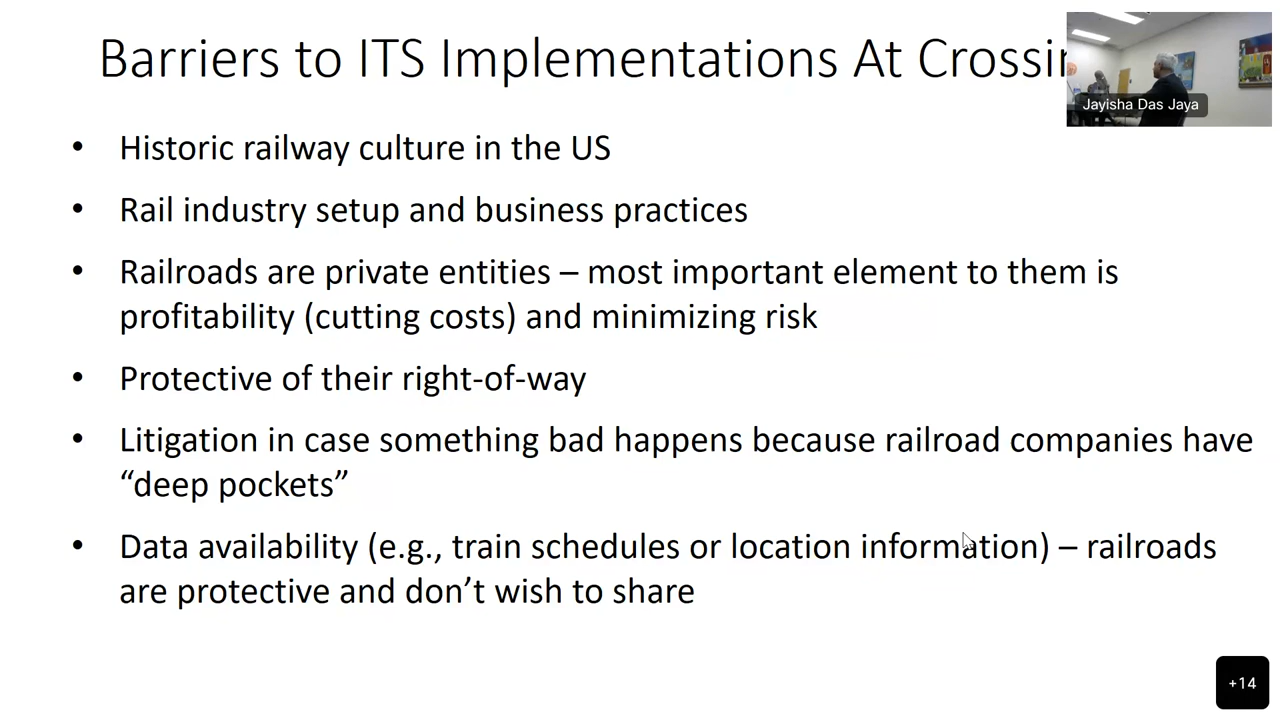 Barriers to ITS Implementations At Crossin
Jayisha Das Jaya
• Historic railway culture in the US
• Rail industry setup and business practices
• Railroads are private entities – most important element to them is
profitability (cutting costs) and minimizing risk
• Protective of their right-of-way
• Litigation in case something bad happens because railroad companies have
“deep pockets”
• Data availability (e.g., train schedules or location information) – railroads
are protective and don’t wish to share
+14